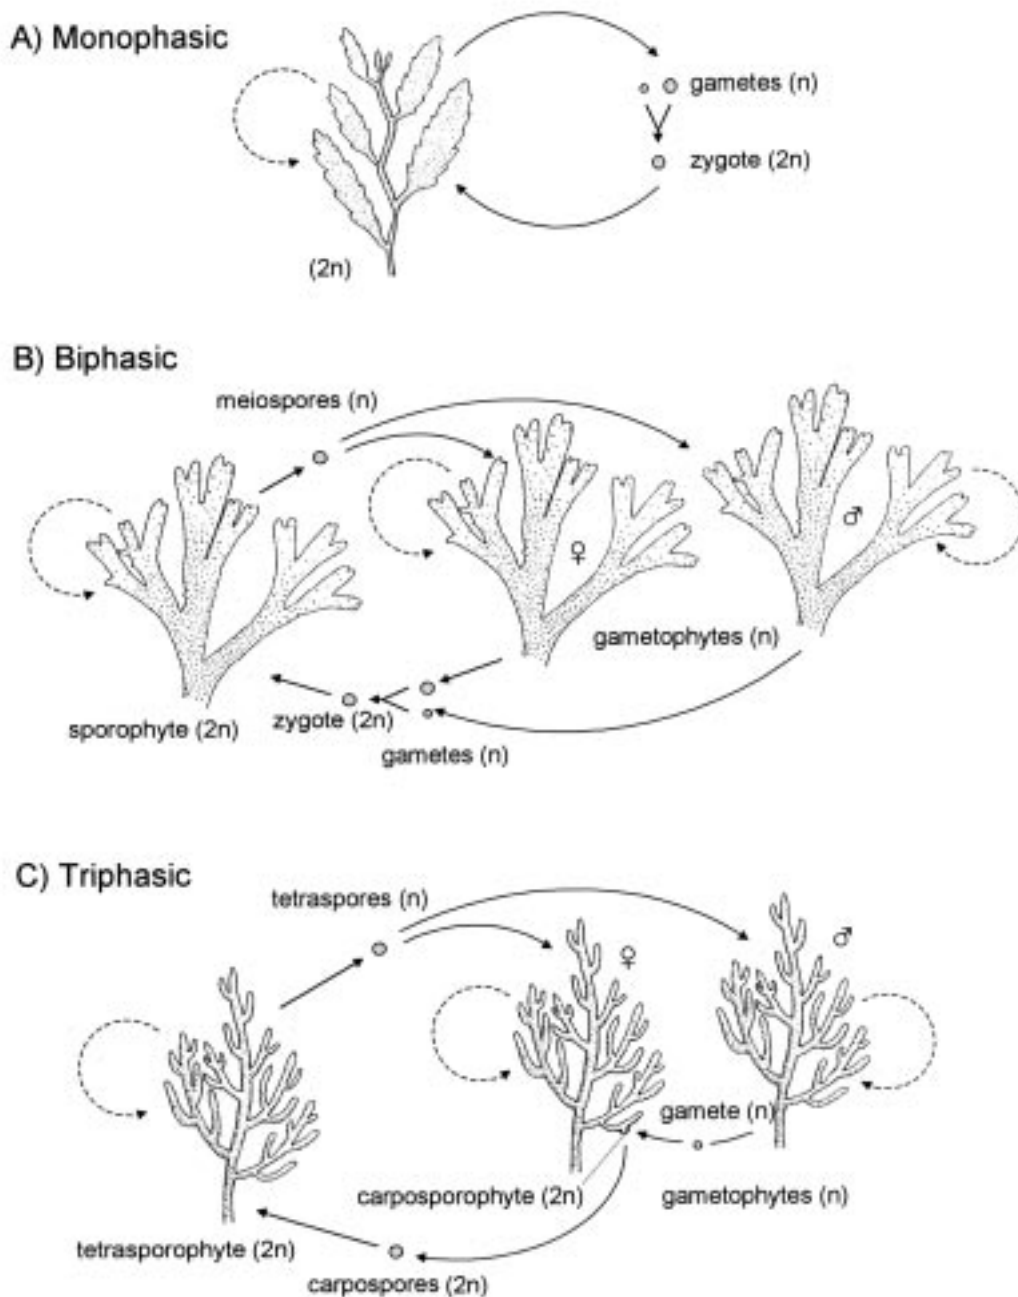 A) Monophasic
gametes (n)
zygote (2n)
(2n)
B) Biphasic
meiospores (n)
♀
♂
gametophytes (n)
sporophyte (2n)
zygote (2n)
gametes (n)
C) Triphasic
tetraspores (n)
♀
♂
gamete (n)
carposporophyte (2n)
gametophytes (n)
tetrasporophyte (2n)
carpospores (2n)